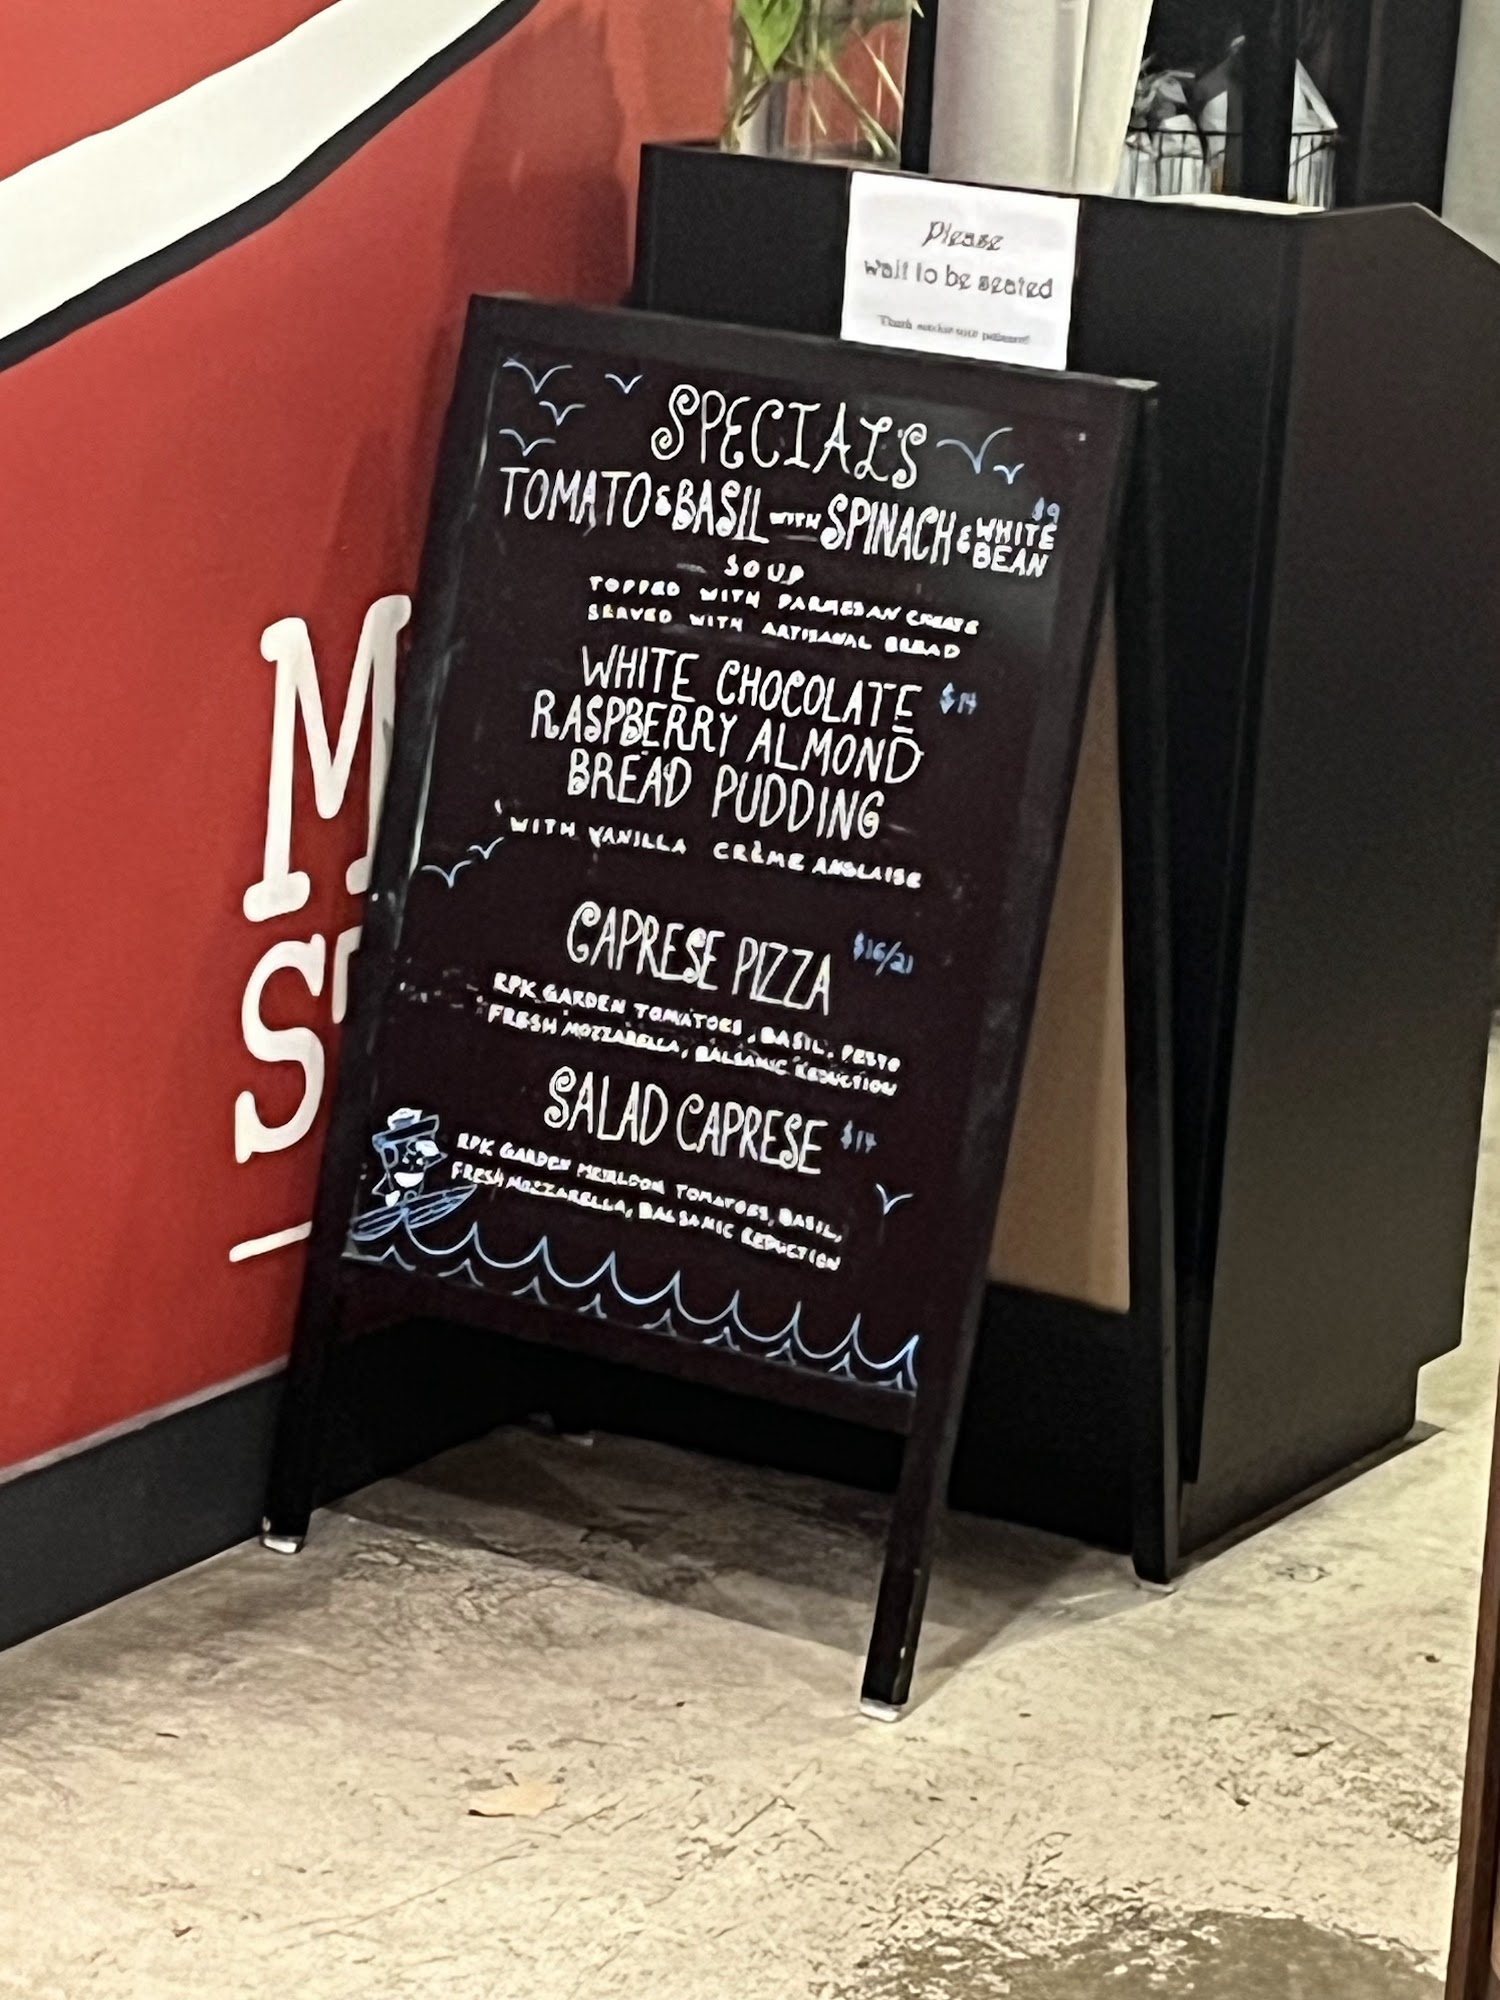 Please
wait to be seated
SPECIALS
TOMATO & BASIL WITH SPINACH & WHITE BEAN $9
SOUP
TOPPED WITH PARMESAN
SERVED WITH ARTISANAL BREAD
WHITE CHOCOLATE $14
RASPBERRY ALMOND
BREAD PUDDING
WITH VANILLA CRÈME ANGLAISE
CAPRESE PIZZA $16/21
RPK GARDEN TOMATOES, BASIL, PESTO
FRESH MOZZARELLA, BALSAMIC REDUCTION
SALAD CAPRESE $14
RPK GARDEN HEIRLOOM TOMATOES, BASIL,
FRESH MOZZARELLA, BALSAMIC REDUCTION
M
S